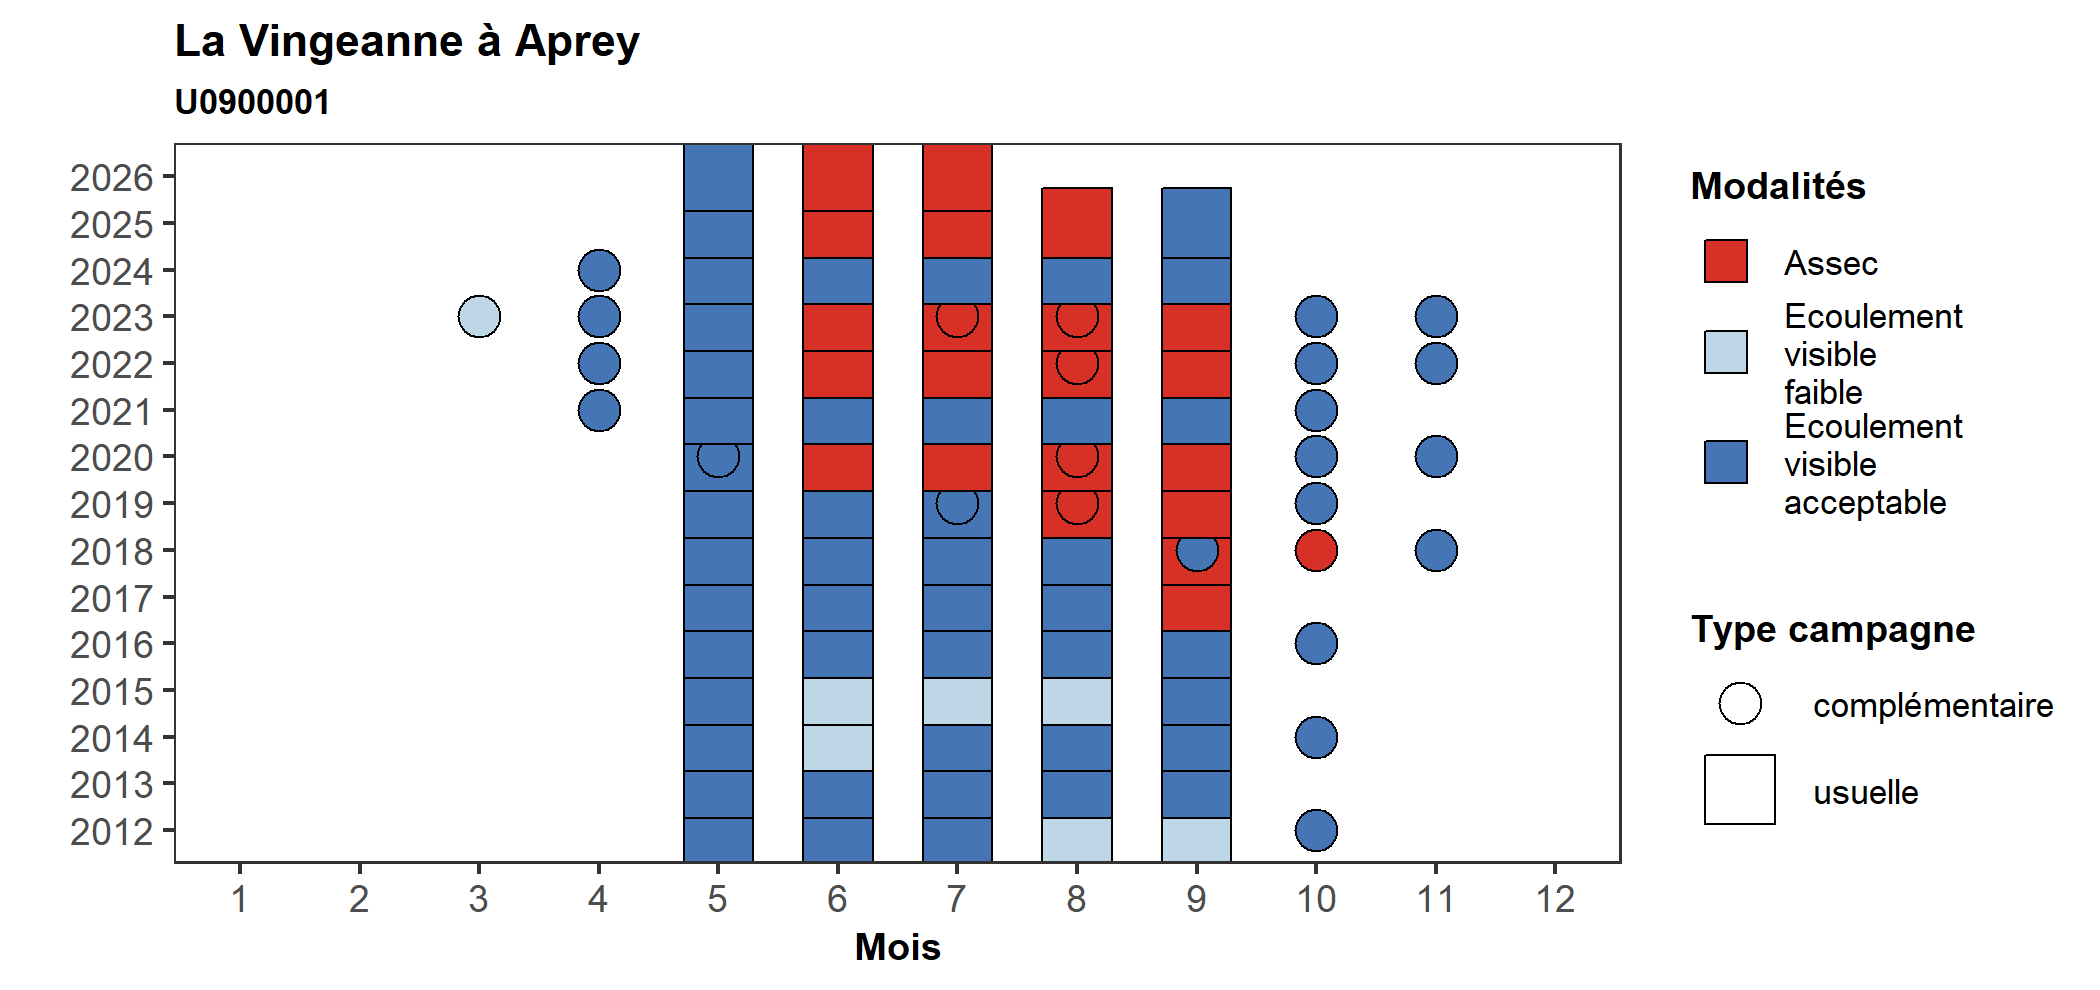 La Vingeanne à Aprey
U0900001
2026
2025
2024
2023
2022
2021
2020
2019
2018
2017
2016
2015
2014
2013
2012
1 2 3 4 5 6 7 8 9 10 11 12
Mois
Modalités
Assec
Ecoulement
visible
faible
Ecoulement
visible
acceptable
Type campagne
complémentaire
usuelle